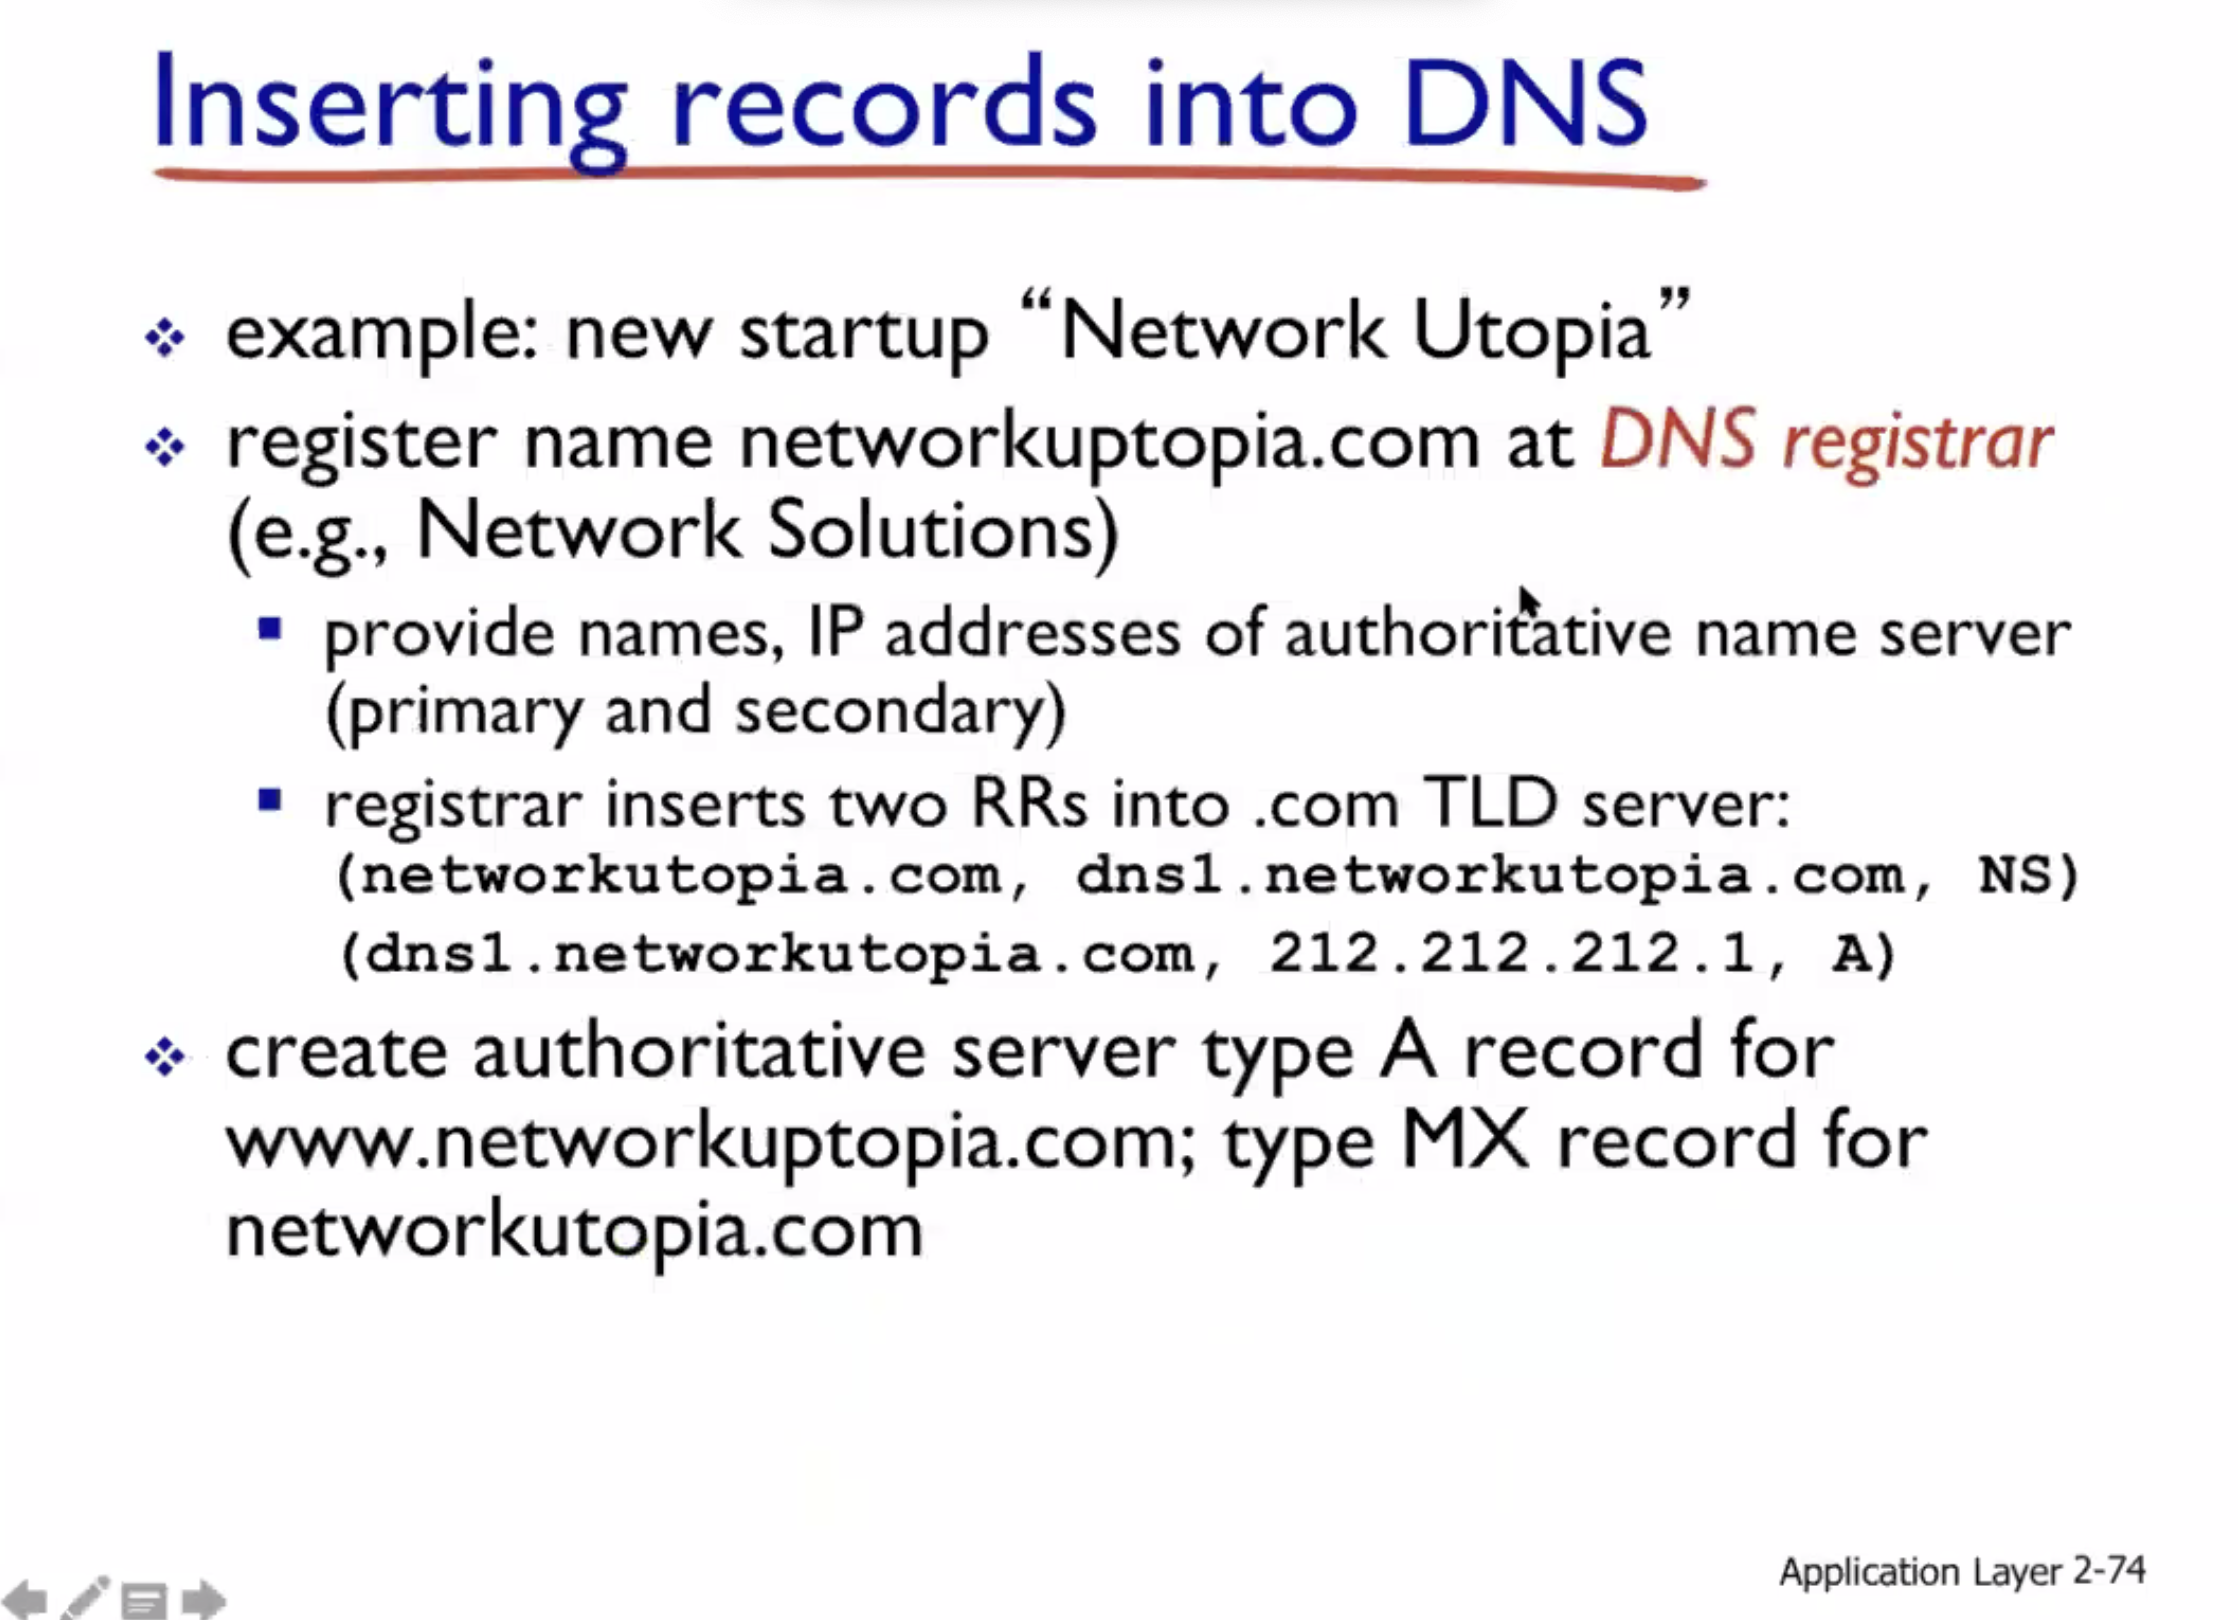 Inserting records into DNS
example: new startup “Network Utopia”
register name networkuptopia.com at DNS registrar
(e.g., Network Solutions)
provide names, IP addresses of authoritative name server
(primary and secondary)
registrar inserts two RRs into .com TLD server:
(networkutopia.com, dns1.networkutopia.com, NS)
(dns1.networkutopia.com, 212.212.212.1, A)
create authoritative server type A record for
www.networkuptopia.com; type MX record for
networkutopia.com
Application Layer 2-74